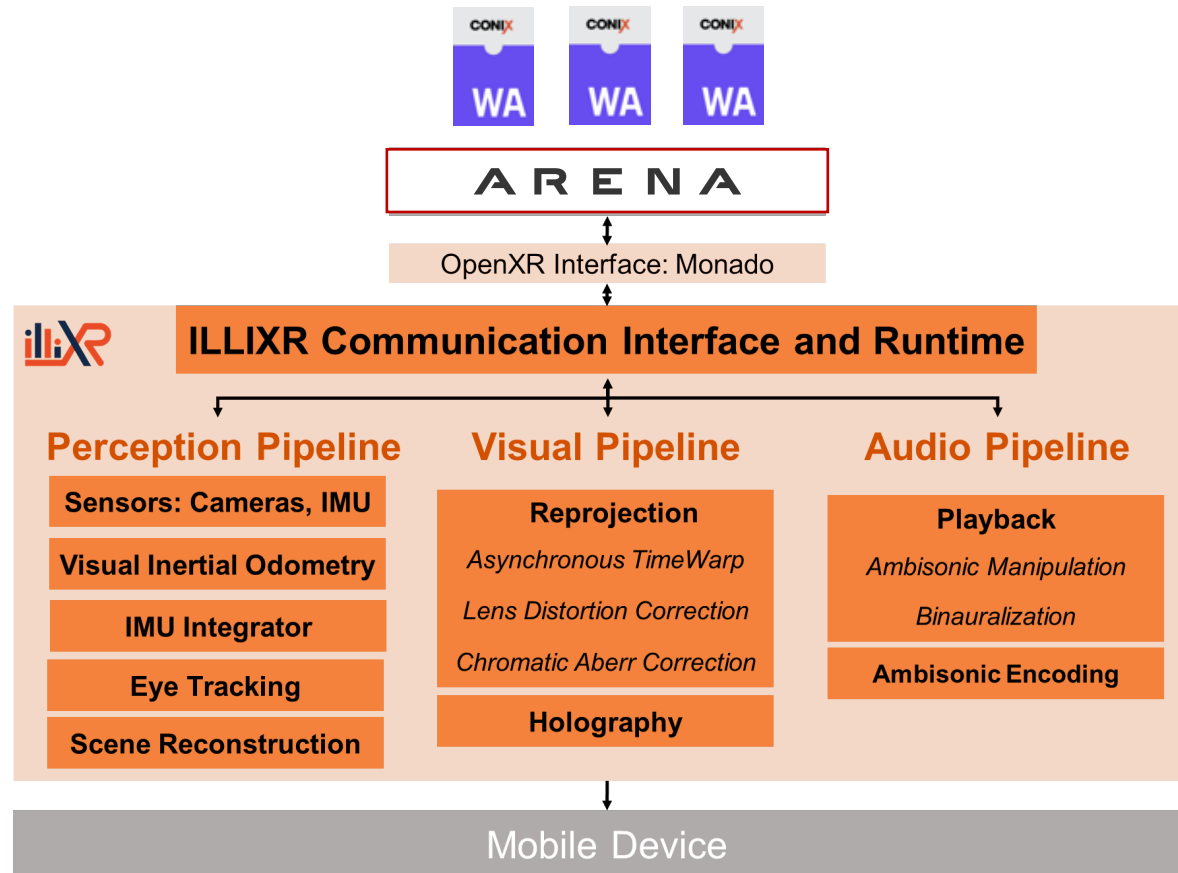 CONIX CONIX CONIX
WA WA WA
ARENA
OpenXR Interface: Monado
illiXR
ILLIXR Communication Interface and Runtime
Perception Pipeline
Sensors: Cameras, IMU
Visual Inertial Odometry
IMU Integrator
Eye Tracking
Scene Reconstruction
Visual Pipeline
Reprojection
Asynchronous TimeWarp
Lens Distortion Correction
Chromatic Aberr Correction
Holography
Audio Pipeline
Playback
Ambisonic Manipulation
Binauralization
Ambisonic Encoding
Mobile Device